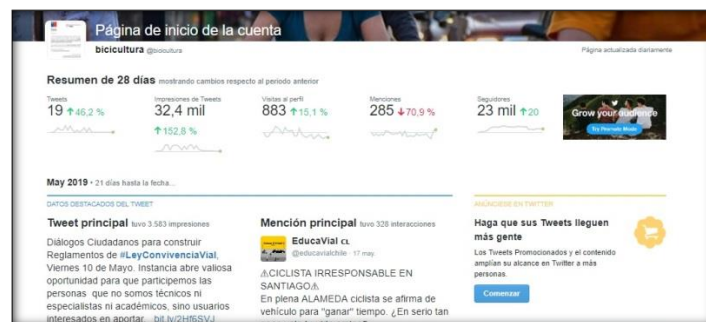 Página de inicio de la cuenta
bicicultura @bicicultura
Página actualizada diariamente
Resumen de 28 días mostrando cambios respecto al periodo anterior
Tweets
19 ↑46,2 %
Impresiones de Tweets
32,4 mil
↑152,8 %
Visitas al perfil
883 ↑15,1 %
Menciones
285 ↓70,9 %
Seguidores
23 mil ↑20
Grow your audience
Try Promote Mode
May 2019 • 21 días hasta la fecha...
DATOS DESTACADOS DEL TWEET
Tweet principal tuvo 3.583 impresiones
Diálogos Ciudadanos para construir
Reglamentos de #LeyConvivenciaVial,
Viernes 10 de Mayo. Instancia abre valiosa
oportunidad para que participemos las
personas que no somos técnicos ni
especialistas ni académicos, sino usuarios
interesados en aportar. bit.ly/2Hf6SVJ
Mención principal tuvo 328 interacciones
EducaVial CL
@educavialchile · 17 may.
⚠CICLISTA IRRESPONSABLE EN
SANTIAGO⚠
En plena ALAMEDA ciclista se afirma de
vehículo para "ganar" tiempo. ¿En serio tan
ANÚNCIESE EN TWITTER
Haga que sus Tweets lleguen
más gente
Los Tweets Promocionados y el contenido
amplían su alcance en Twitter a más
personas.
Comenzar